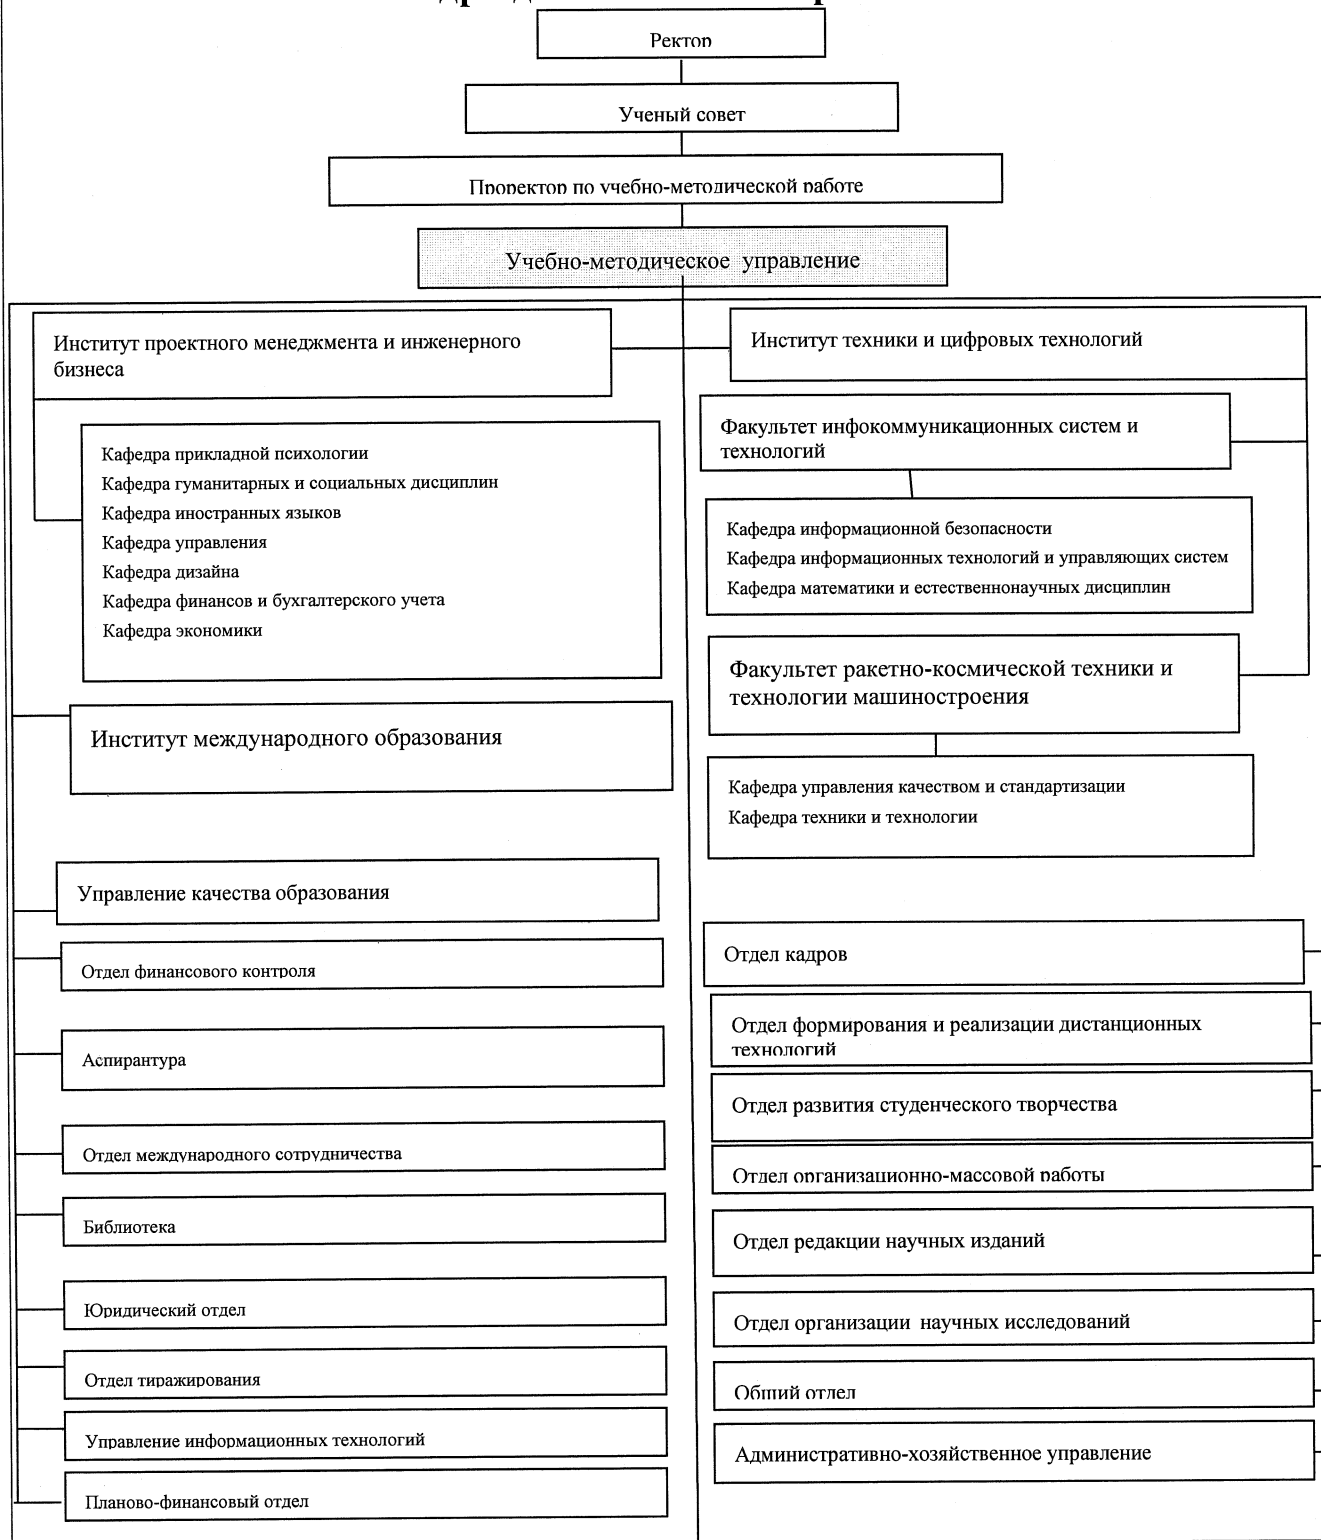 Ректор
Ученый совет
Проректор по учебно-методической работе
Учебно-методическое управление
Институт проектного менеджмента и инженерного
бизнеса
Кафедра прикладной психологии
Кафедра гуманитарных и социальных дисциплин
Кафедра иностранных языков
Кафедра управления
Кафедра дизайна
Кафедра финансов и бухгалтерского учета
Кафедра экономики
Институт международного образования
Управление качества образования
Отдел финансового контроля
Аспирантура
Отдел международного сотрудничества
Библиотека
Юридический отдел
Отдел тиражирования
Управление информационных технологий
Планово-финансовый отдел
Институт техники и цифровых технологий
Факультет инфокоммуникационных систем и
технологий
Кафедра информационной безопасности
Кафедра информационных технологий и управляющих систем
Кафедра математики и естественнонаучных дисциплин
Факультет ракетно-космической техники и
технологии машиностроения
Кафедра управления качеством и стандартизации
Кафедра техники и технологии
Отдел кадров
Отдел формирования и реализации дистанционных
технологий
Отдел развития студенческого творчества
Отдел организационно-массовой работы
Отдел редакции научных изданий
Отдел организации научных исследований
Общий отдел
Административно-хозяйственное управление